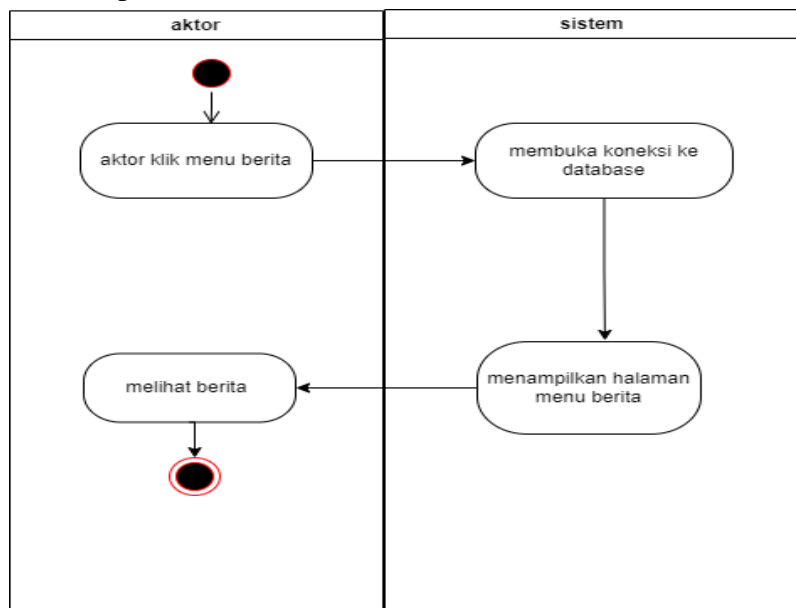 aktor
sistem
aktor klik menu berita
membuka koneksi ke
database
melihat berita
menampilkan halaman
menu berita